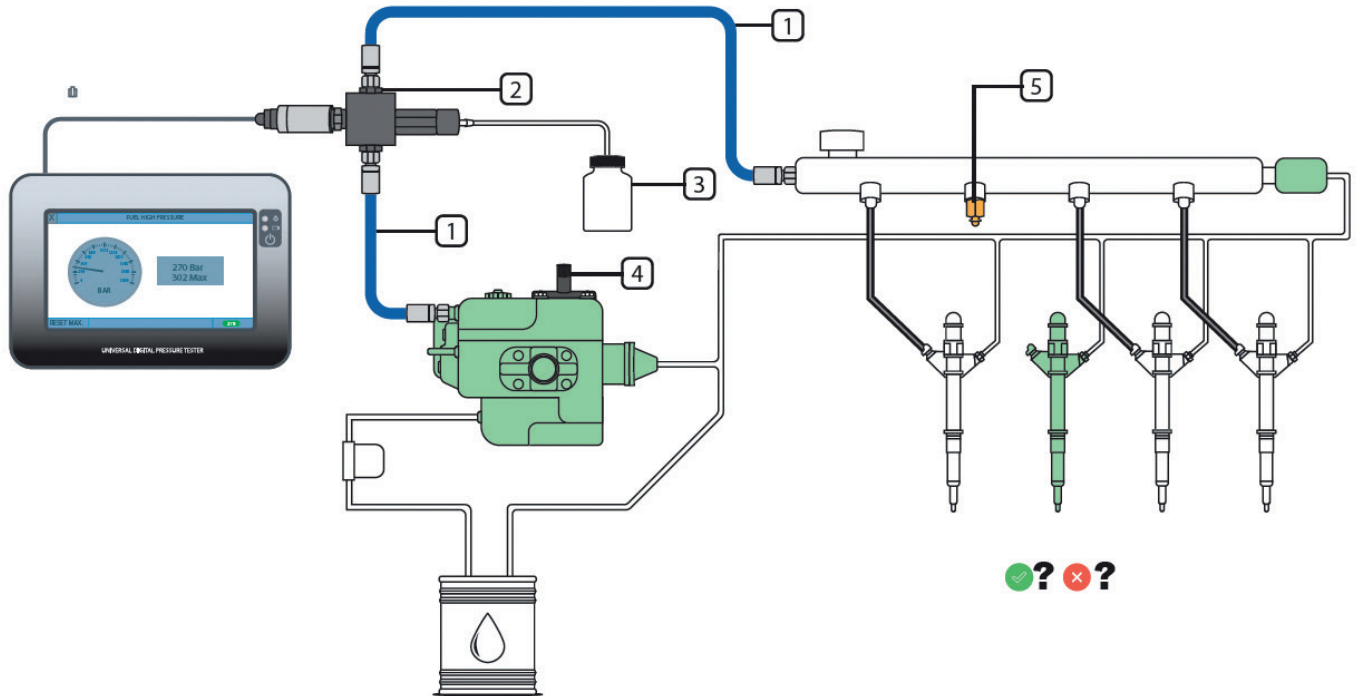 1
2
5
3
X
FUEL HIGH PRESSURE
1
270 Bar
302 Max
4
BAR
RESET MAX.
UNIVERSAL DIGITAL PRESSURE TESTER
? ?